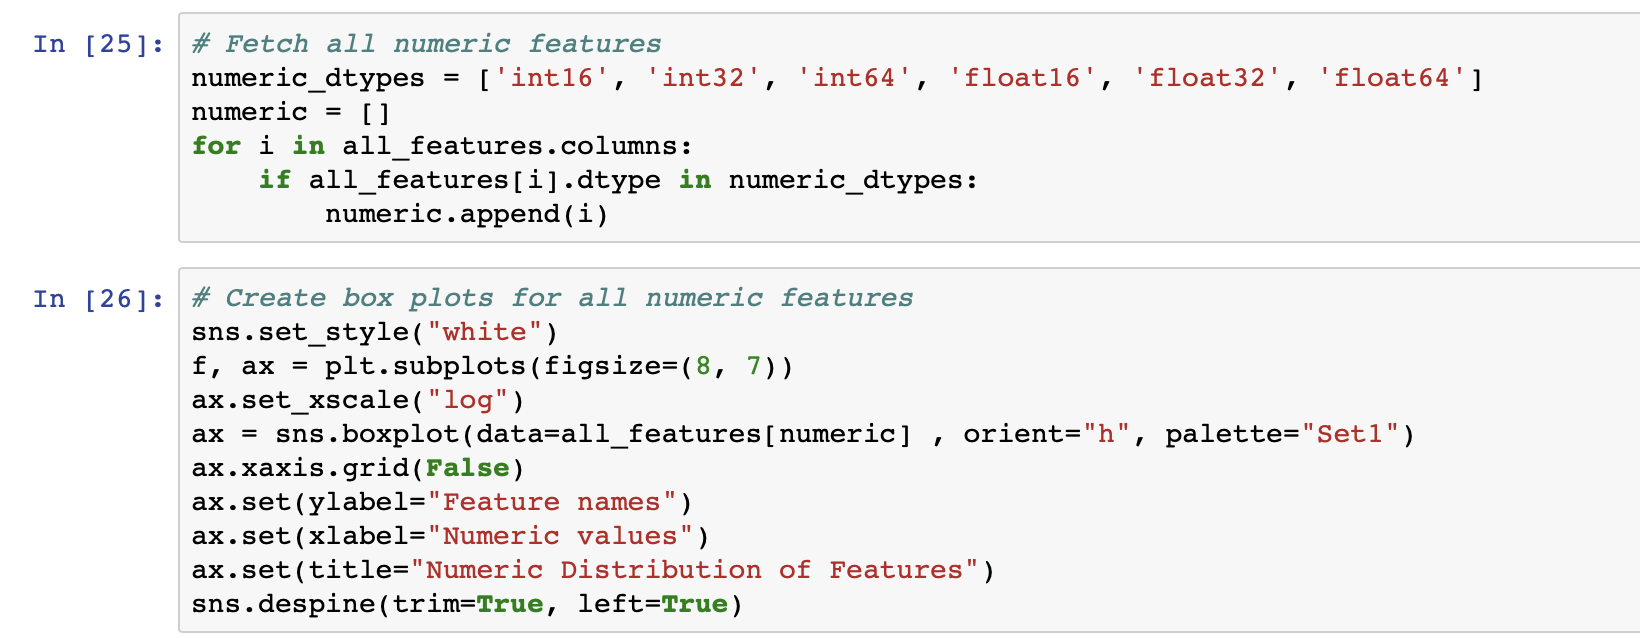 In [25]:
# Fetch all numeric features
numeric_dtypes = ['int16', 'int32', 'int64', 'float16', 'float32', 'float64']
numeric = []
for i in all_features.columns:
    if all_features[i].dtype in numeric_dtypes:
        numeric.append(i)
In [26]:
# Create box plots for all numeric features
sns.set_style("white")
f, ax = plt.subplots(figsize=(8, 7))
ax.set_xscale("log")
ax = sns.boxplot(data=all_features[numeric] , orient="h", palette="Set1")
ax.xaxis.grid(False)
ax.set(ylabel="Feature names")
ax.set(xlabel="Numeric values")
ax.set(title="Numeric Distribution of Features")
sns.despine(trim=True, left=True)